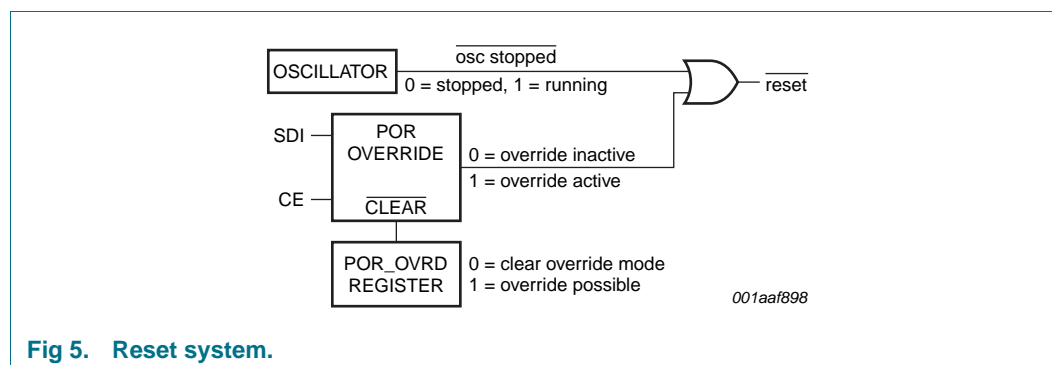 osc stopped
OSCILLATOR
0 = stopped, 1 = running
reset
SDI
POR
OVERRIDE
0 = override inactive
1 = override active
CE
CLEAR
POR_OVRD
REGISTER
0 = clear override mode
1 = override possible
001aaf898
Fig 5. Reset system.